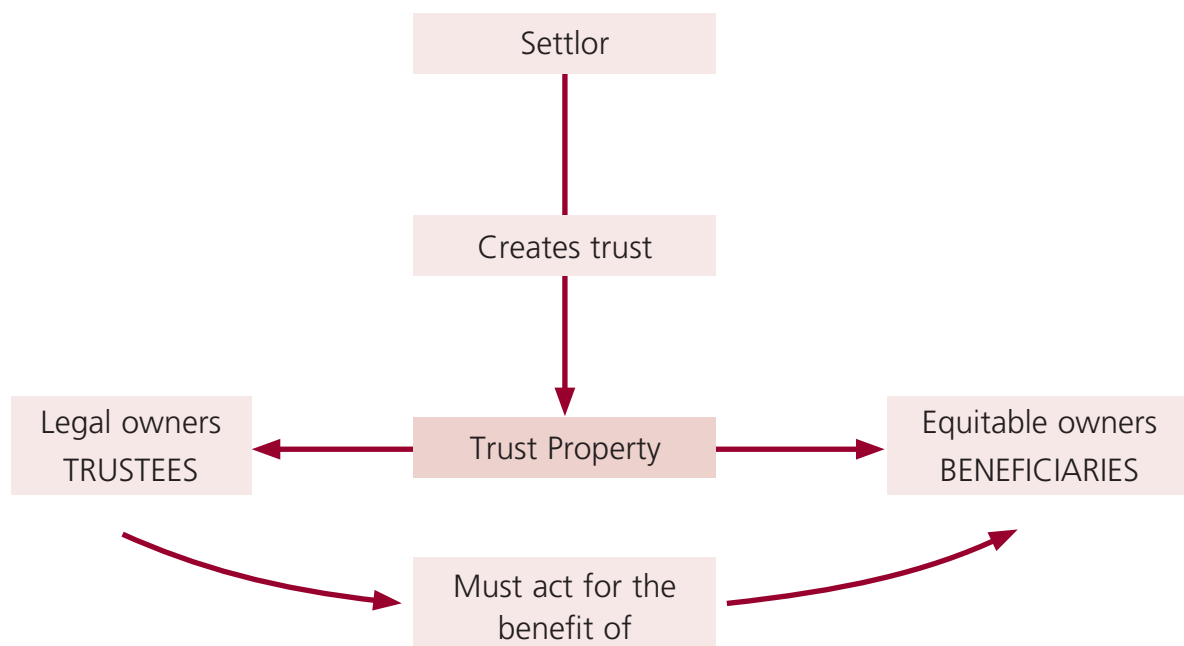 Settlor
Creates trust
Legal owners
TRUSTEES
Trust Property
Equitable owners
BENEFICIARIES
Must act for the
benefit of